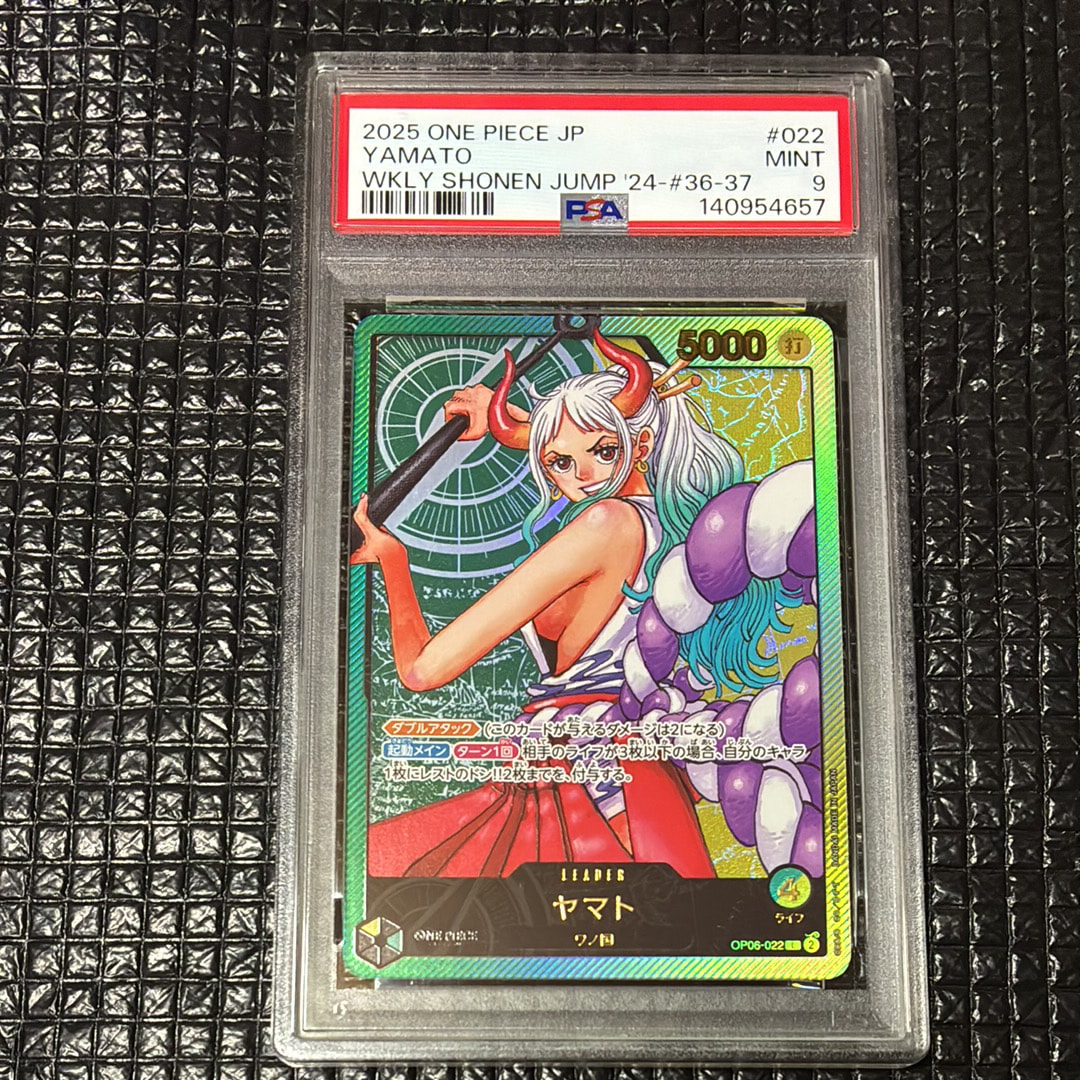 2025 ONE PIECE JP #022
YAMATO MINT
WKLY SHONEN JUMP '24-#36-37 9
PSA 140954657
5000 打
ダブルアタック (このカードが与えるダメージは2になる)
起動メイン ターン1回 相手のライフが3枚以下の場合、自分のキャラ
1枚にレストのドン!!2枚までを、付与する。
LEADER
ヤマト
ワノ国
ONE PIECE
4
ライフ
OP06-022 L 2